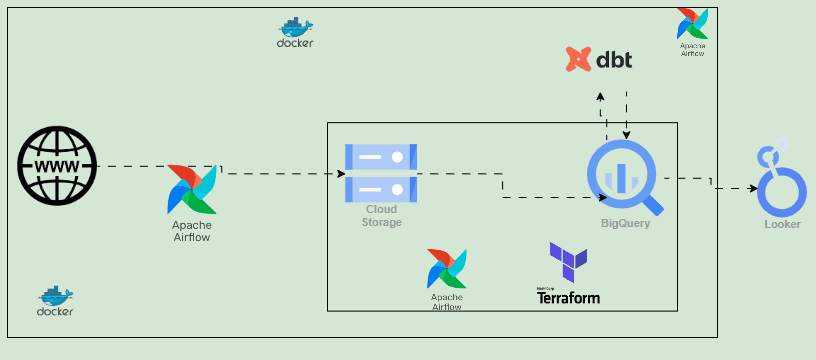 docker
Apache
Airflow
dbt
WWW
Apache
Airflow
Cloud
Storage
BigQuery
Looker
Apache
Airflow
HashiCorp
Terraform
docker